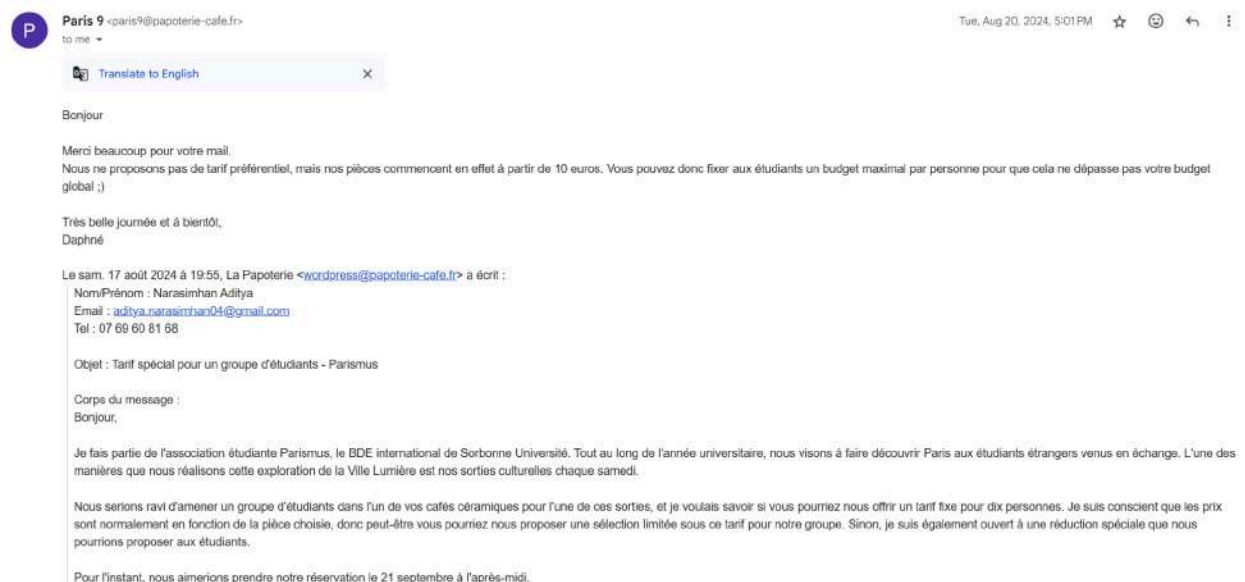 P
Paris 9 <paris9@papoterie-cafe.fr>
Tue, Aug 20, 2024, 5:01 PM
to me
Translate to English
Bonjour
Merci beaucoup pour votre mail.
Nous ne proposons pas de tarif préférentiel, mais nos pièces commencent en effet à partir de 10 euros. Vous pouvez donc fixer aux étudiants un budget maximal par personne pour que cela ne dépasse pas votre budget
global ;)
Très belle journée et à bientôt,
Daphné
Le sam. 17 août 2024 à 19:55, La Papoterie <wordpress@papoterie-cafe.fr> a écrit :
Nom/Prénom : Narasimhan Aditya
Email : aditya.narasimhan04@gmail.com
Tel : 07 69 60 81 68
Objet : Tarif spécial pour un groupe d'étudiants - Parismus
Corps du message :
Bonjour,
Je fais partie de l'association étudiante Parismus, le BDE international de Sorbonne Université. Tout au long de l'année universitaire, nous visons à faire découvrir Paris aux étudiants étrangers venus en échange. L'une des
manières que nous réalisons cette exploration de la Ville Lumière est nos sorties culturelles chaque samedi.
Nous serions ravi d'amener un groupe d'étudiants dans l'un de vos cafés céramiques pour l'une de ces sorties, et je voulais savoir si vous pourriez nous offrir un tarif fixe pour dix personnes. Je suis conscient que les prix
sont normalement en fonction de la pièce choisie, donc peut-être vous pourriez nous proposer une sélection limitée sous ce tarif pour notre groupe. Sinon, je suis également ouvert à une réduction spéciale que nous
pourrions proposer aux étudiants.
Pour l'instant, nous aimerions prendre notre réservation le 21 septembre à l'après-midi.